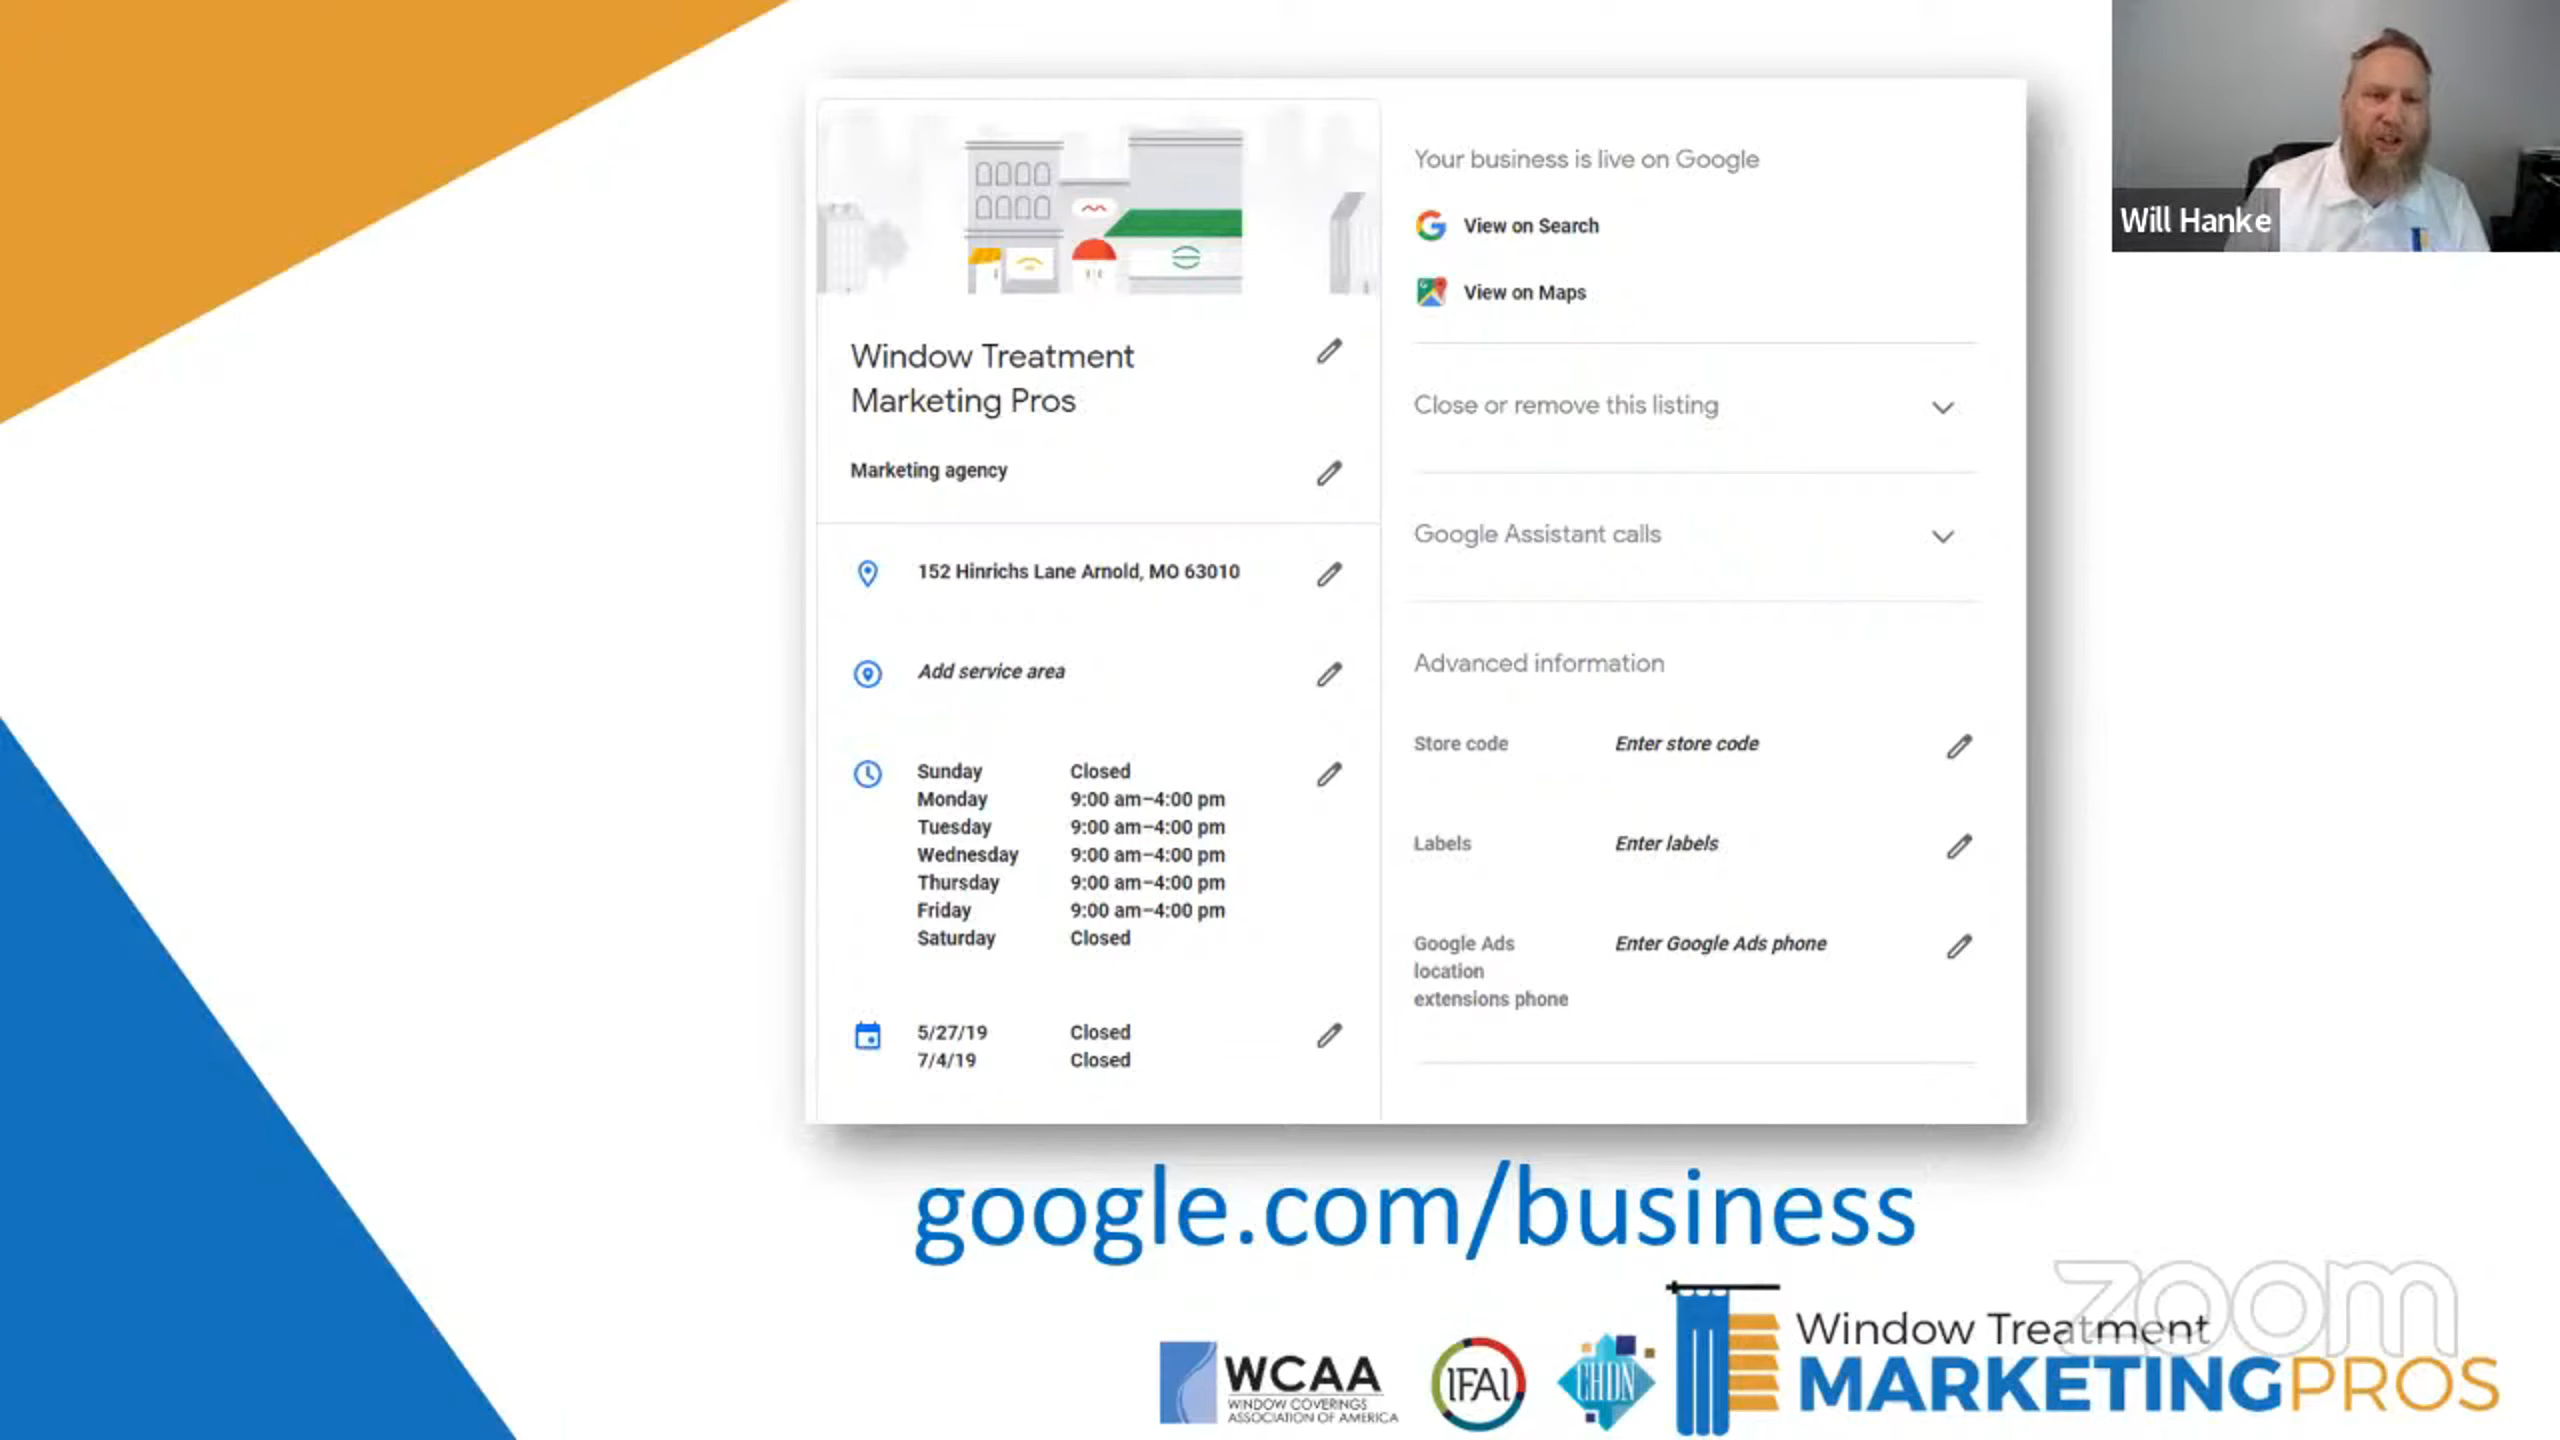 Window Treatment
Marketing Pros
Marketing agency
152 Hinrichs Lane Arnold, MO 63010
Add service area
Sunday Closed
Monday 9:00 am–4:00 pm
Tuesday 9:00 am–4:00 pm
Wednesday 9:00 am–4:00 pm
Thursday 9:00 am–4:00 pm
Friday 9:00 am–4:00 pm
Saturday Closed
5/27/19 Closed
7/4/19 Closed
Your business is live on Google
View on Search
View on Maps
Close or remove this listing
Google Assistant calls
Advanced information
Store code Enter store code
Labels Enter labels
Google Ads Enter Google Ads phone
location
extensions phone
Will Hanke
google.com/business
WCAA
WINDOW COVERINGS
ASSOCIATION OF AMERICA
IFAI
CHDN
Window Treatment
MARKETINGPROS
zoom